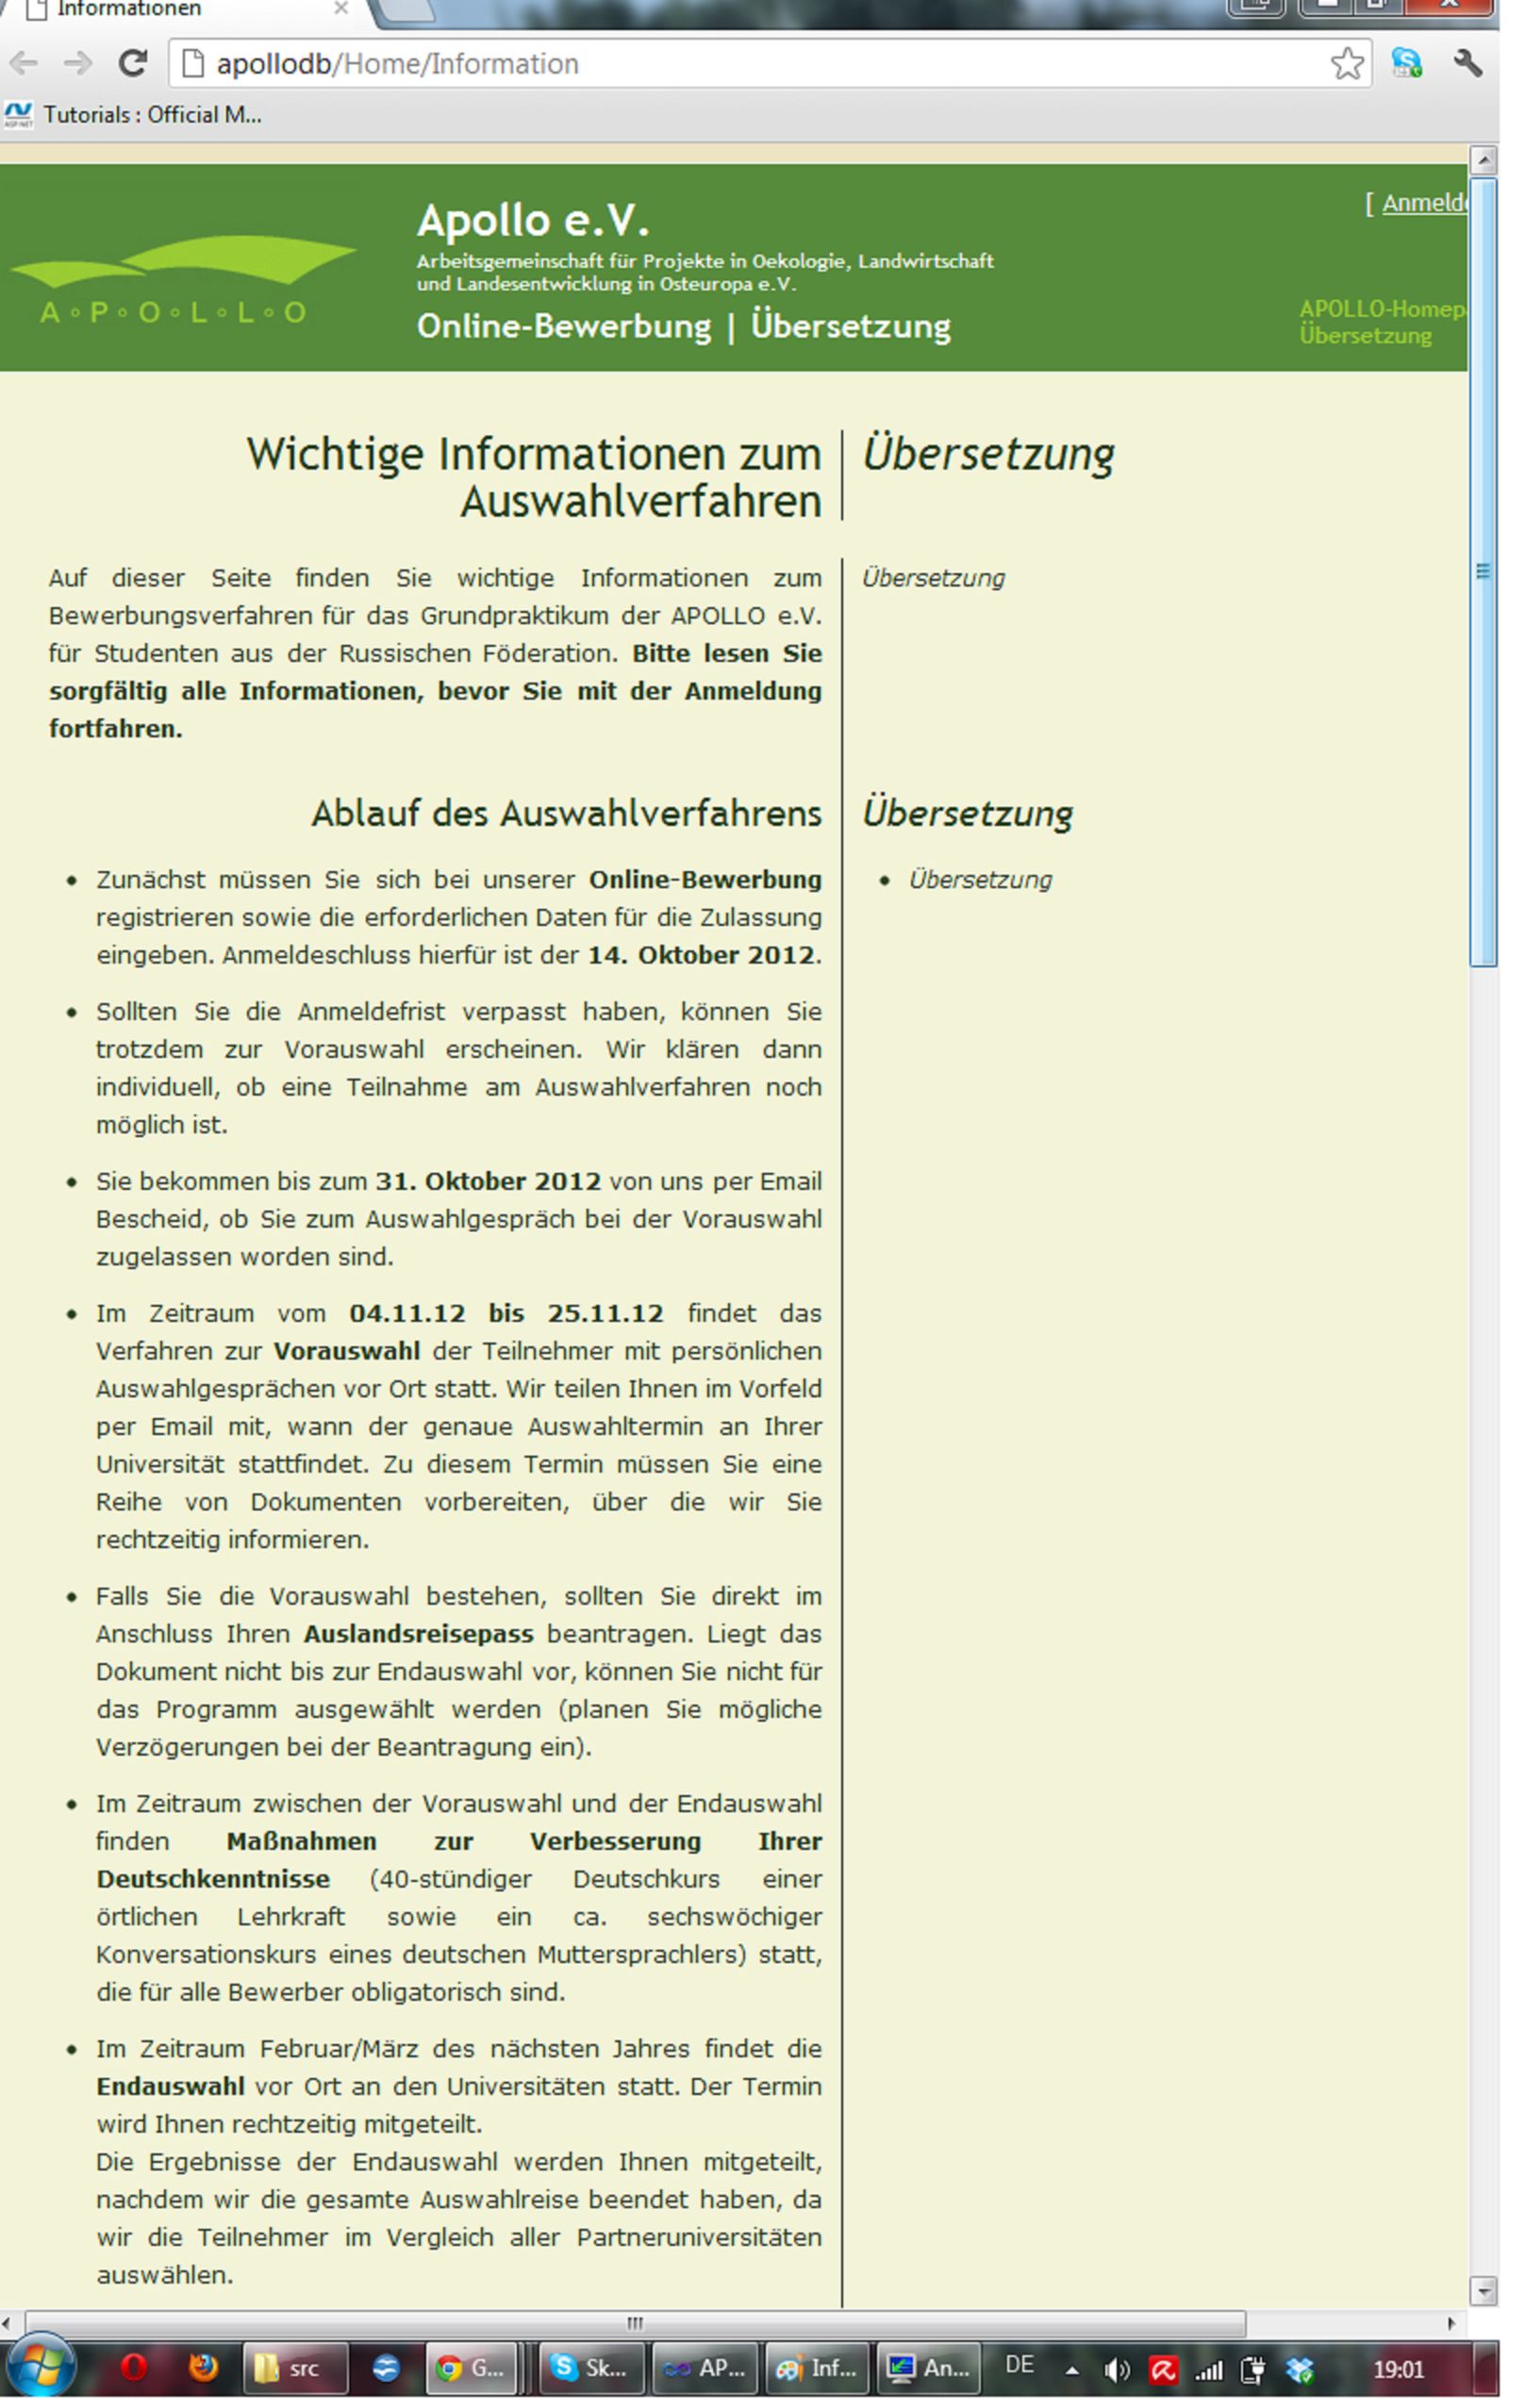 Informationen
apollodb/Home/Information
Tutorials : Official M...
[ Anmelde
Apollo e.V.
Arbeitsgemeinschaft für Projekte in Oekologie, Landwirtschaft
und Landesentwicklung in Osteuropa e.V.
A∘P∘O∘L∘L∘O
Online-Bewerbung | Übersetzung
APOLLO-Homepa
Übersetzung
Wichtige Informationen zum
Auswahlverfahren
Übersetzung
Auf dieser Seite finden Sie wichtige Informationen zum
Bewerbungsverfahren für das Grundpraktikum der APOLLO e.V.
für Studenten aus der Russischen Föderation. Bitte lesen Sie
sorgfältig alle Informationen, bevor Sie mit der Anmeldung
fortfahren.
Übersetzung
Ablauf des Auswahlverfahrens
Übersetzung
• Zunächst müssen Sie sich bei unserer Online-Bewerbung
registrieren sowie die erforderlichen Daten für die Zulassung
eingeben. Anmeldeschluss hierfür ist der 14. Oktober 2012.
• Übersetzung
• Sollten Sie die Anmeldefrist verpasst haben, können Sie
trotzdem zur Vorauswahl erscheinen. Wir klären dann
individuell, ob eine Teilnahme am Auswahlverfahren noch
möglich ist.
• Sie bekommen bis zum 31. Oktober 2012 von uns per Email
Bescheid, ob Sie zum Auswahlgespräch bei der Vorauswahl
zugelassen worden sind.
• Im Zeitraum vom 04.11.12 bis 25.11.12 findet das
Verfahren zur Vorauswahl der Teilnehmer mit persönlichen
Auswahlgesprächen vor Ort statt. Wir teilen Ihnen im Vorfeld
per Email mit, wann der genaue Auswahltermin an Ihrer
Universität stattfindet. Zu diesem Termin müssen Sie eine
Reihe von Dokumenten vorbereiten, über die wir Sie
rechtzeitig informieren.
• Falls Sie die Vorauswahl bestehen, sollten Sie direkt im
Anschluss Ihren Auslandsreisepass beantragen. Liegt das
Dokument nicht bis zur Endauswahl vor, können Sie nicht für
das Programm ausgewählt werden (planen Sie mögliche
Verzögerungen bei der Beantragung ein).
• Im Zeitraum zwischen der Vorauswahl und der Endauswahl
finden Maßnahmen zur Verbesserung Ihrer
Deutschkenntnisse (40-stündiger Deutschkurs einer
örtlichen Lehrkraft sowie ein ca. sechswöchiger
Konversationskurs eines deutschen Muttersprachlers) statt,
die für alle Bewerber obligatorisch sind.
• Im Zeitraum Februar/März des nächsten Jahres findet die
Endauswahl vor Ort an den Universitäten statt. Der Termin
wird Ihnen rechtzeitig mitgeteilt.
Die Ergebnisse der Endauswahl werden Ihnen mitgeteilt,
nachdem wir die gesamte Auswahlreise beendet haben, da
wir die Teilnehmer im Vergleich aller Partneruniversitäten
auswählen.
src G... Sk... AP... Inf... An... DE 19:01